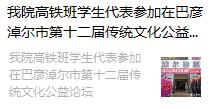 我院高铁班学生代表参加在巴彦
淖尔市第十二届传统文化公益...
我院高铁班学生代表参加
在巴彦淖尔市第十二届传
统文化公益论坛